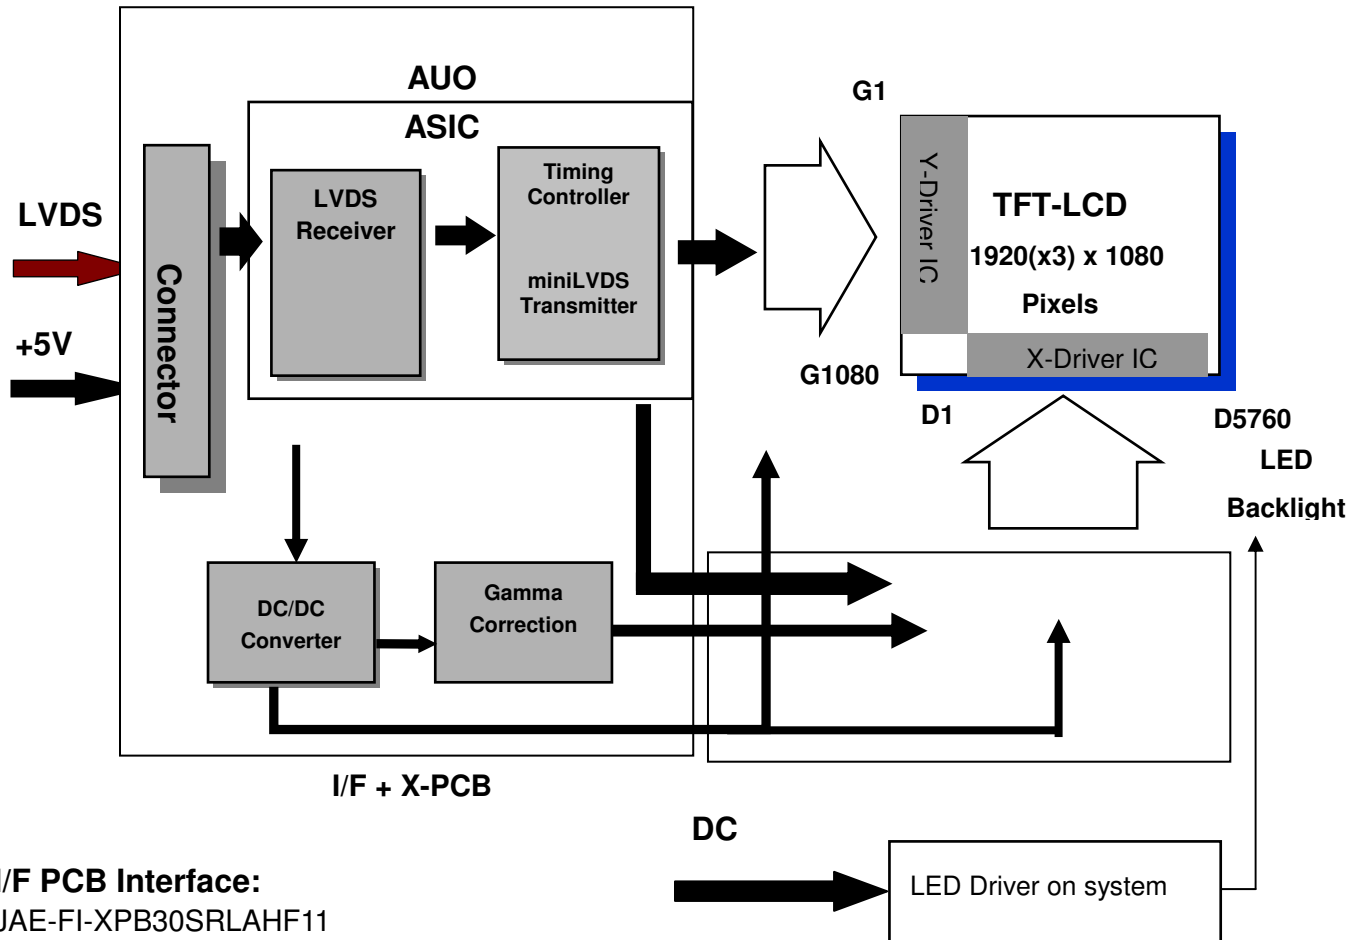 AUO
ASIC
G1
Connector
LVDS
Receiver
Timing
Controller
miniLVDS
Transmitter
LVDS
+5V
Y-Driver IC
TFT-LCD
1920(x3) x 1080
Pixels
X-Driver IC
G1080
D1
D5760
LED
Backlight
DC/DC
Converter
Gamma
Correction
I/F + X-PCB
DC
LED Driver on system
I/F PCB Interface:
JAE-FI-XPB30SRLAHF11